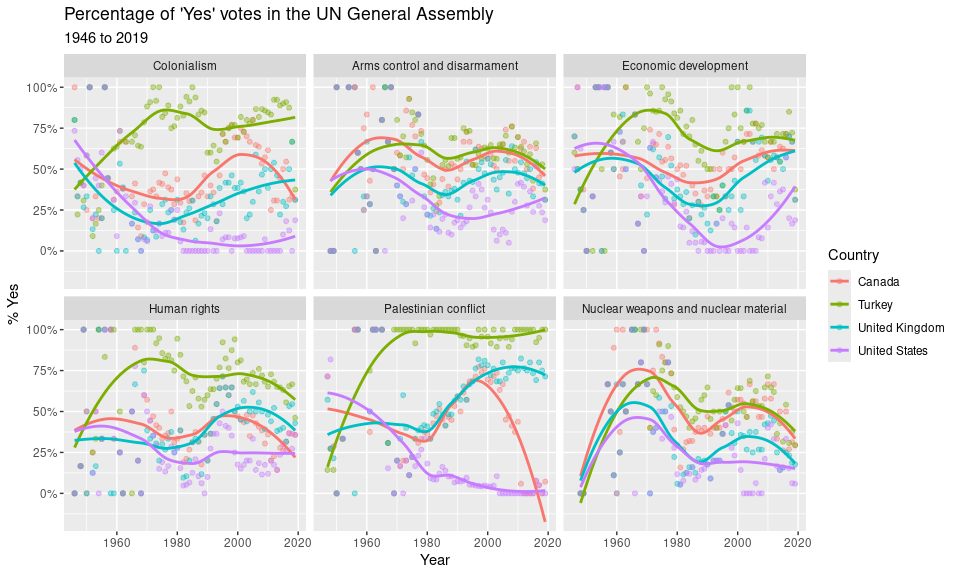 Percentage of 'Yes' votes in the UN General Assembly
1946 to 2019
Colonialism
Arms control and disarmament
Economic development
100%
75%
50%
25%
0%
Human rights
Palestinian conflict
Nuclear weapons and nuclear material
100%
75%
50%
25%
0%
1960 1980 2000 2020
1960 1980 2000 2020
1960 1980 2000 2020
Year
% Yes
Country
Canada
Turkey
United Kingdom
United States